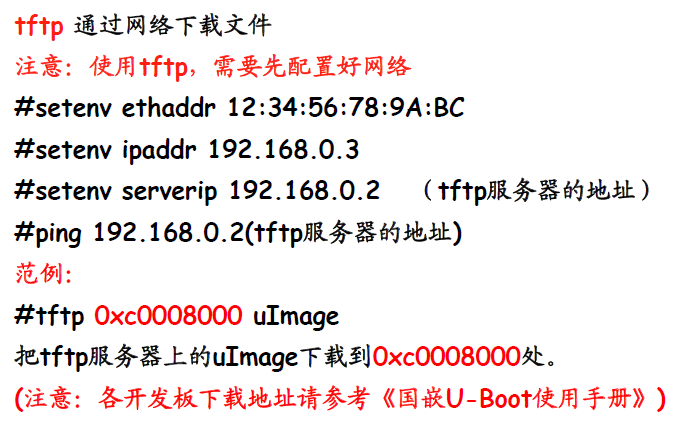 tftp 通过网络下载文件
注意：使用tftp，需要先配置好网络
#setenv ethaddr 12:34:56:78:9A:BC
#setenv ipaddr 192.168.0.3
#setenv serverip 192.168.0.2 （tftp服务器的地址）
#ping 192.168.0.2(tftp服务器的地址)
范例：
#tftp 0xc0008000 uImage
把tftp服务器上的uImage下载到0xc0008000处。
(注意：各开发板下载地址请参考《国嵌U-Boot使用手册》)